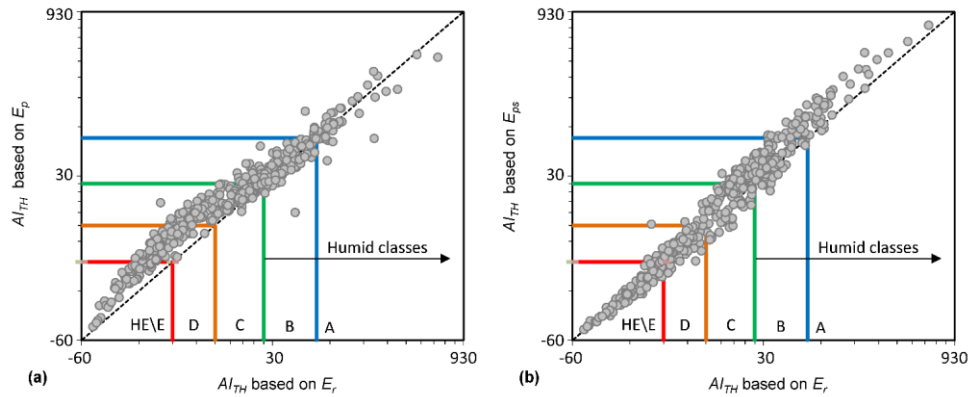 930
AI_TH based on E_p
30
-60
Humid classes
HE\E
D
C
B
A
-60
30
930
(a)
AI_TH based on E_r
930
AI_TH based on E_ps
30
-60
Humid classes
HE\E
D
C
B
A
-60
30
930
(b)
AI_TH based on E_r